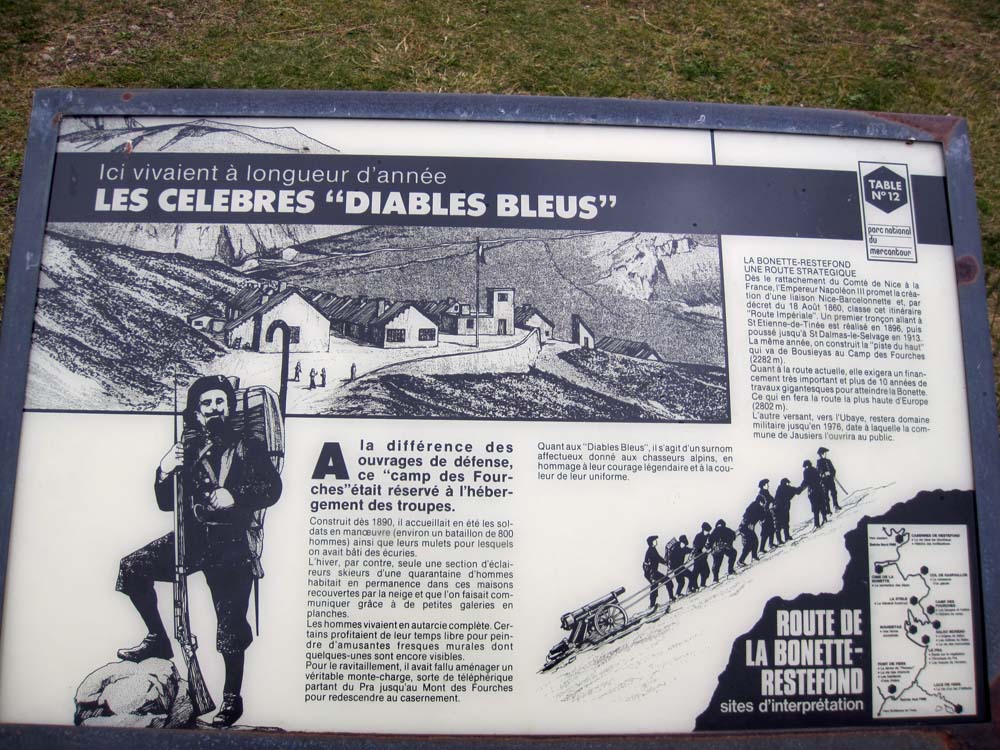 Ici vivaient à longueur d'année
LES CELEBRES "DIABLES BLEUS"
TABLE
N° 12
parc national
du
mercantour
LA BONETTE-RESTEFOND
UNE ROUTE STRATEGIQUE
Dès le rattachement du Comté de Nice à la
France, l'Empereur Napoléon III promet la créa-
tion d'une liaison Nice-Barcelonnette et, par
décret du 18 Août 1860, classe cet itinéraire
"Route Impériale". Un premier tronçon allant à
St Etienne-de-Tinée est réalisé en 1896, puis
poussé jusqu'à St Dalmas-le-Selvage en 1913.
La même année, on construit la "piste du haut"
qui va de Bousieyas au Camp des Fourches
(2282 m).
Quant à la route actuelle, elle exigera un finan-
cement très important et plus de 10 années de
travaux gigantesques pour atteindre la Bonette.
Ce qui en fera la route la plus haute d'Europe
(2802 m).
L'autre versant, vers l'Ubaye, restera domaine
militaire jusqu'en 1976, date à laquelle la com-
mune de Jausiers l'ouvrira au public.
A la différence des
ouvrages de défense,
ce "camp des Four-
ches" était réservé à l'héber-
gement des troupes.
Construit dès 1890, il accueillait en été les sol-
dats en manœuvre (environ un bataillon de 800
hommes) ainsi que leurs mulets pour lesquels
on avait bâti des écuries.
L'hiver, par contre, seule une section d'éclai-
reurs skieurs d'une quarantaine d'hommes
habitait en permanence dans ces maisons
recouvertes par la neige et que l'on faisait com-
muniquer grâce à de petites galeries en
planches.
Les hommes vivaient en autarcie complète. Cer-
tains profitaient de leur temps libre pour pein-
dre d'amusantes fresques murales dont
quelques-unes sont encore visibles.
Pour le ravitaillement, il avait fallu aménager un
véritable monte-charge, sorte de téléphérique
partant du Pra jusqu'au Mont des Fourches
pour redescendre au casernement.
Quant aux "Diables Bleus", il s'agit d'un surnom
affectueux donné aux chasseurs alpins, en
hommage à leur courage légendaire et à la cou-
leur de leur uniforme.
ROUTE DE
LA BONETTE-
RESTEFOND
sites d'interprétation
CASERNES DE RESTEFOND
CIME DE LA
BONETTE
COL DE RASPAILLON
CAMP DES
FOURCHES
BOUSIEYAS